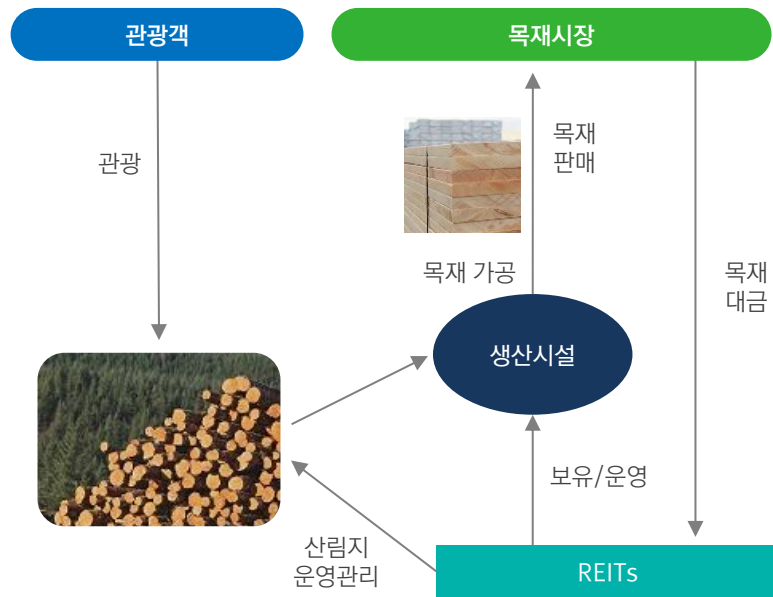 관광객
목재시장
관광
목재
판매
목재 가공
목재
대금
생산시설
보유/운영
산림지
운영관리
REITs